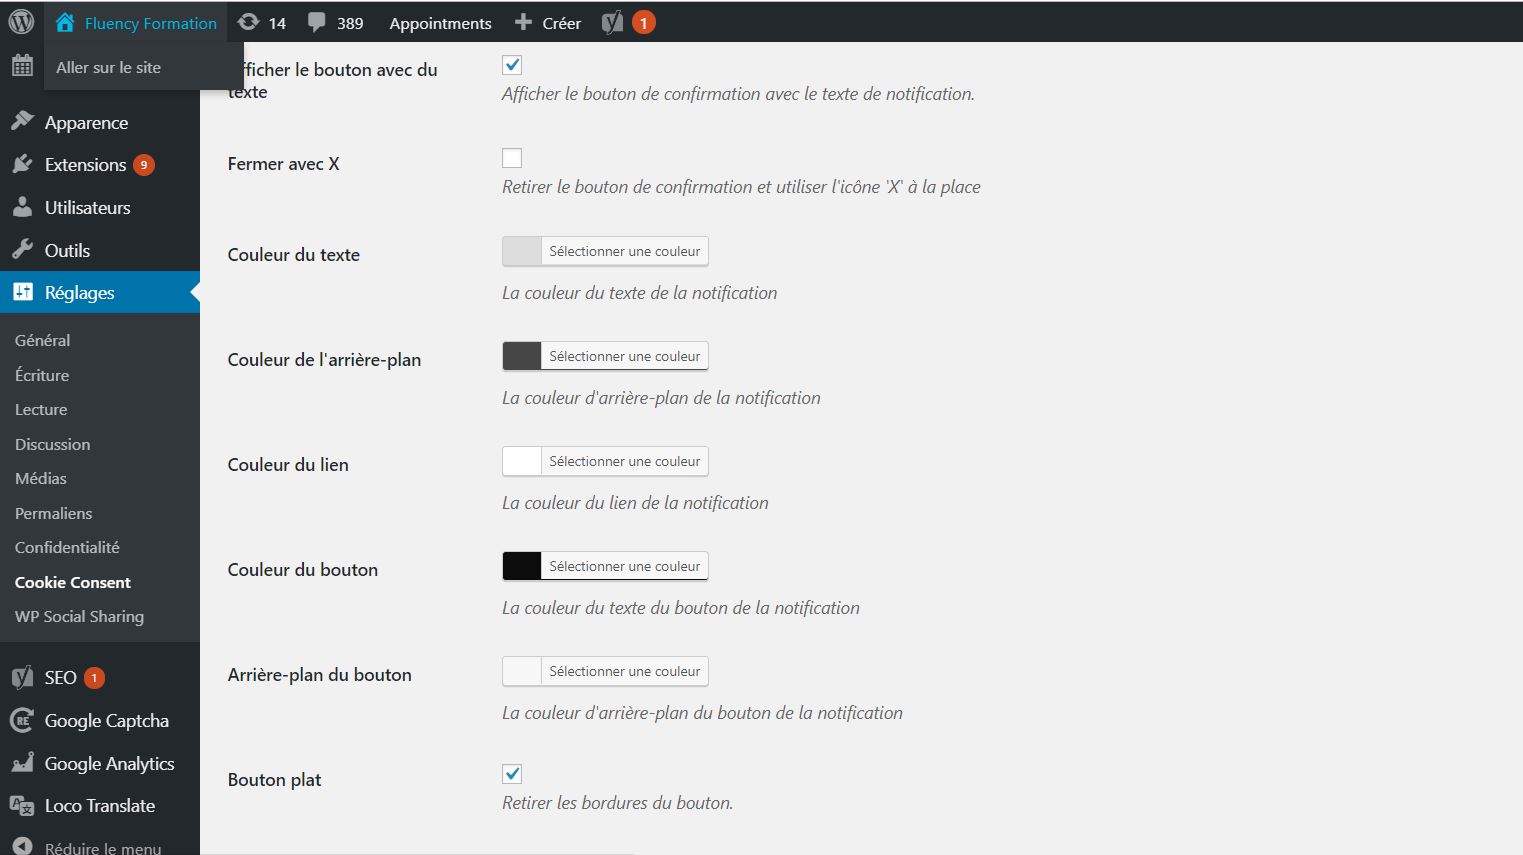 Fluency Formation 14 389 Appointments Créer 1
Aller sur le site
Apparence
Extensions 9
Utilisateurs
Outils
Réglages
Général
Écriture
Lecture
Discussion
Médias
Permaliens
Confidentialité
Cookie Consent
WP Social Sharing
SEO 1
Google Captcha
Google Analytics
Loco Translate
Réduire le menu
fficher le bouton avec du
texte
Afficher le bouton de confirmation avec le texte de notification.
Fermer avec X
Retirer le bouton de confirmation et utiliser l'icône 'X' à la place
Couleur du texte
Sélectionner une couleur
La couleur du texte de la notification
Couleur de l'arrière-plan
Sélectionner une couleur
La couleur d'arrière-plan de la notification
Couleur du lien
Sélectionner une couleur
La couleur du lien de la notification
Couleur du bouton
Sélectionner une couleur
La couleur du texte du bouton de la notification
Arrière-plan du bouton
Sélectionner une couleur
La couleur d'arrière-plan du bouton de la notification
Bouton plat
Retirer les bordures du bouton.